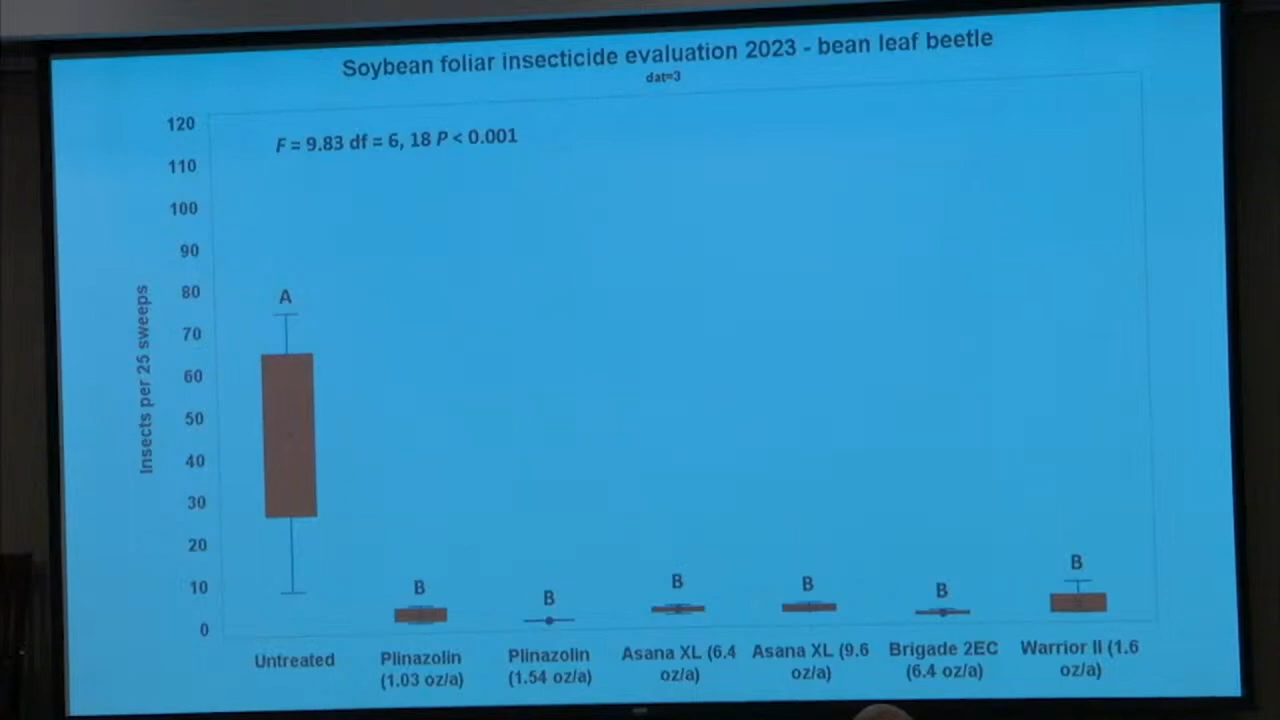 Soybean foliar insecticide evaluation 2023 - bean leaf beetle
dat=3
F = 9.83 df = 6, 18 P < 0.001
Insects per 25 sweeps
120
110
100
90
80
70
60
50
40
30
20
10
0
A
B
B
B
B
B
B
Untreated
Plinazolin
(1.03 oz/a)
Plinazolin
(1.54 oz/a)
Asana XL (6.4
oz/a)
Asana XL (9.6
oz/a)
Brigade 2EC
(6.4 oz/a)
Warrior II (1.6
oz/a)